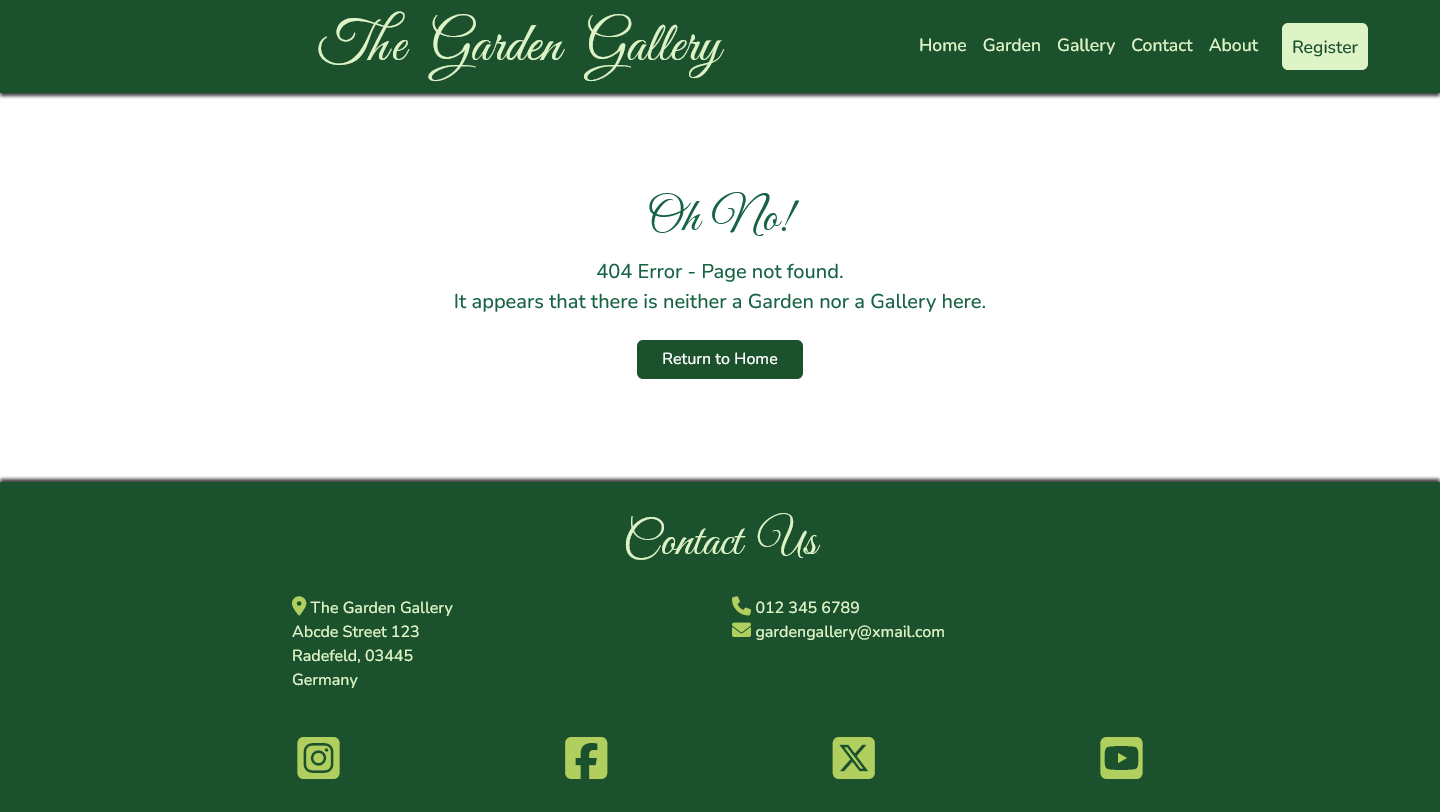 The Garden Gallery
Home Garden Gallery Contact About Register
Oh No!
404 Error - Page not found.
It appears that there is neither a Garden nor a Gallery here.
Return to Home
Contact Us
The Garden Gallery
Abcde Street 123
Radefeld, 03445
Germany
012 345 6789
gardengallery@xmail.com